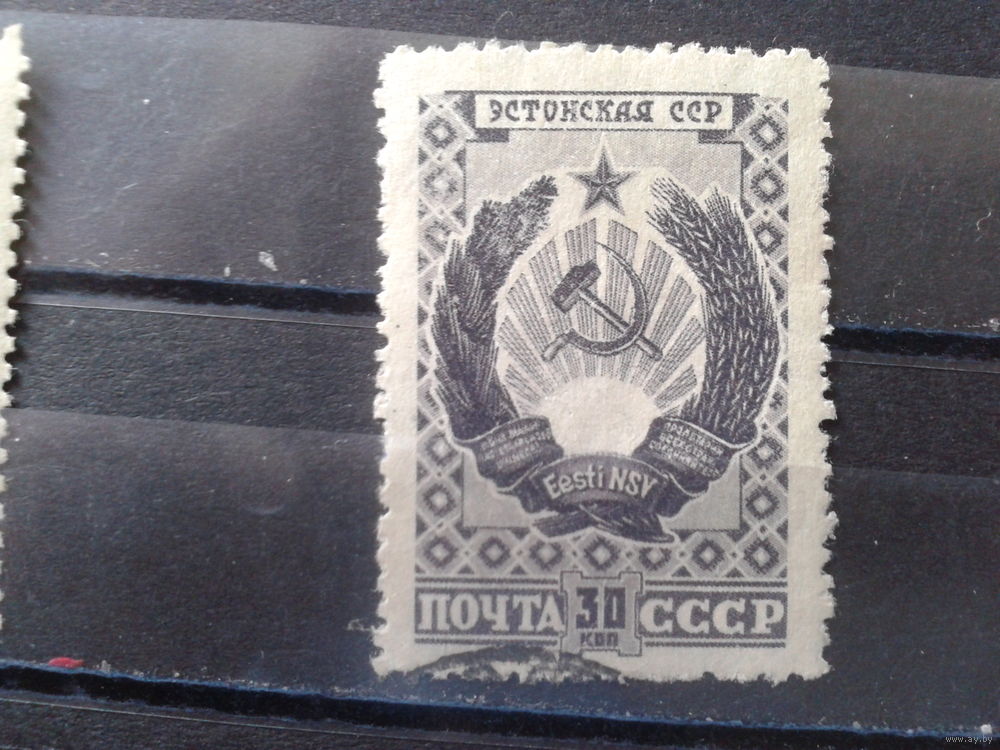 ЭСТОНСКАЯ ССР
Eesti NSV
ПОЧТА 30 СССР
КОП
www.ay.by